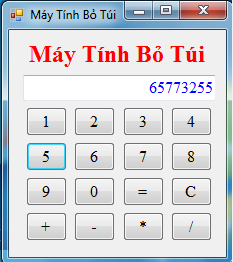 Máy Tính Bỏ Túi
Máy Tính Bỏ Túi
65773255
1 2 3 4
5 6 7 8
9 0 = C
+ - * /